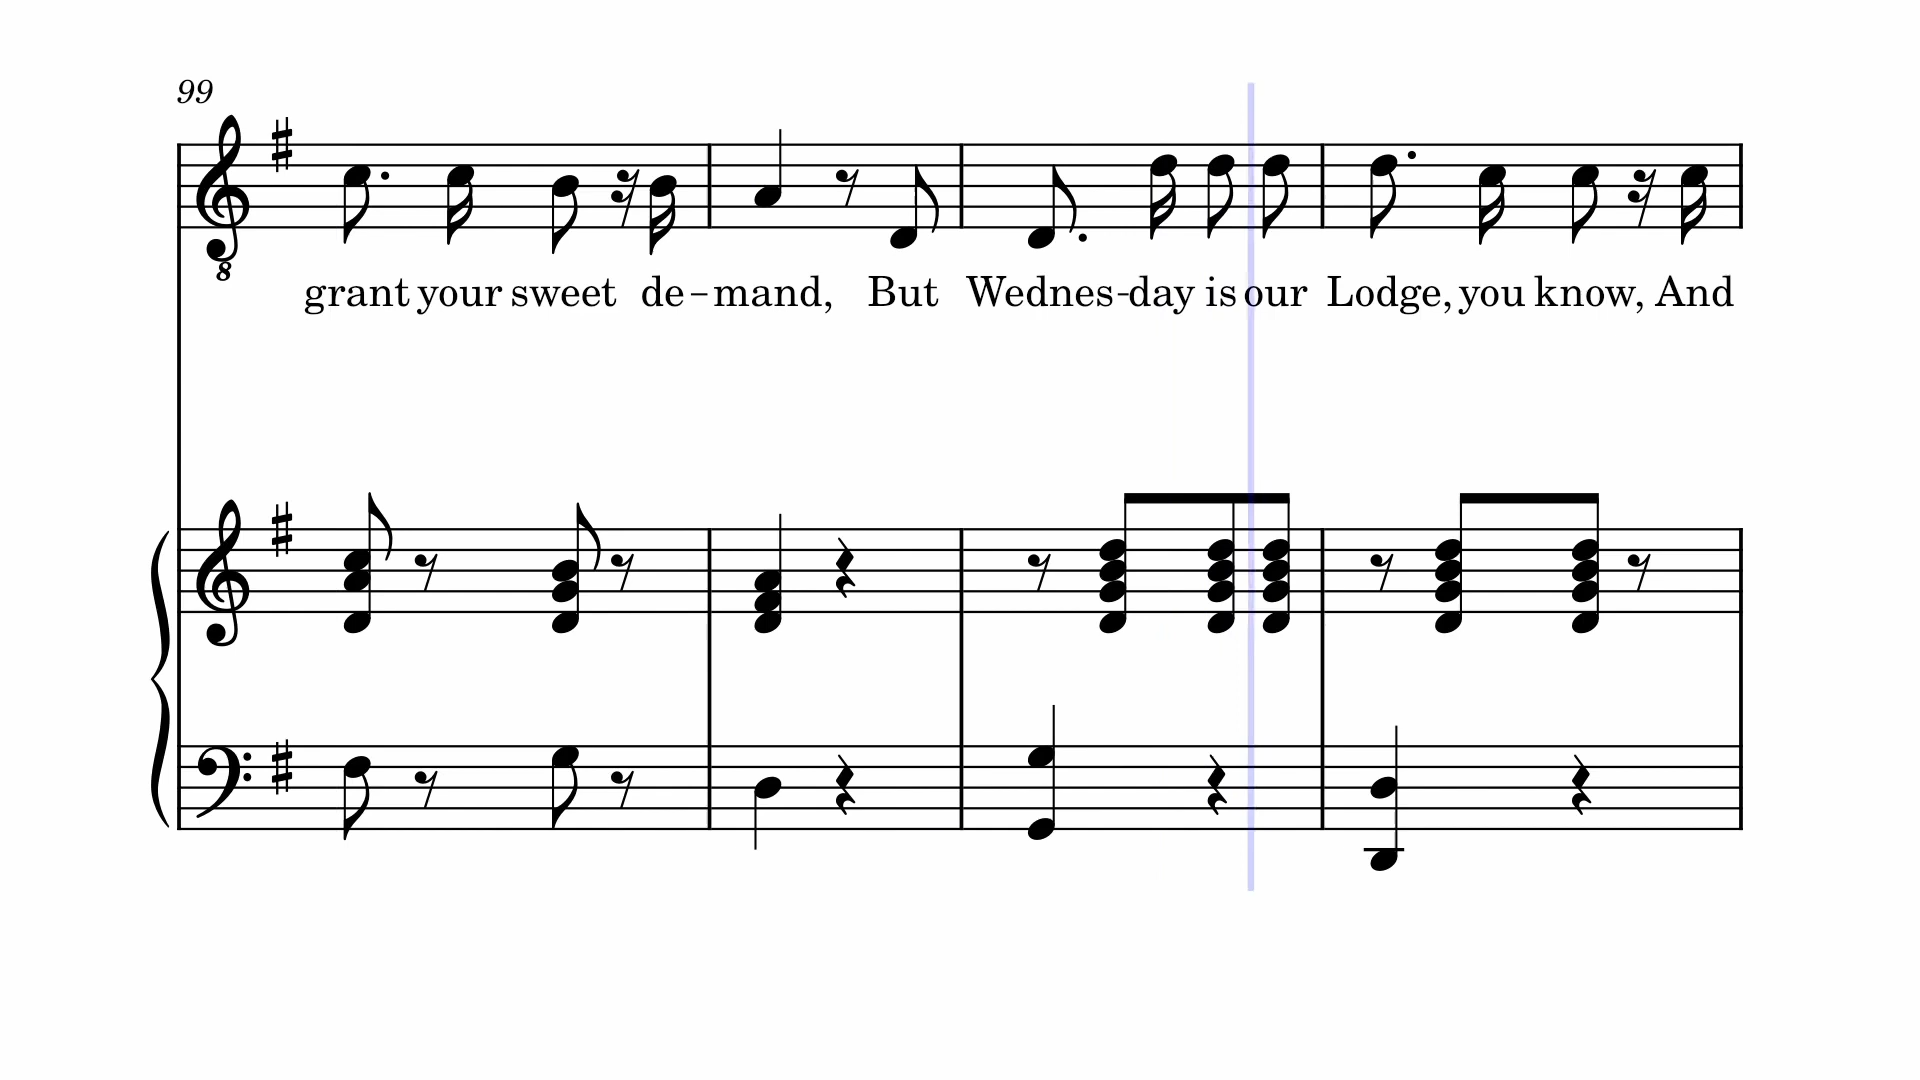 99
8
grant your sweet de-mand, But Wednes-day is our Lodge, you know, And